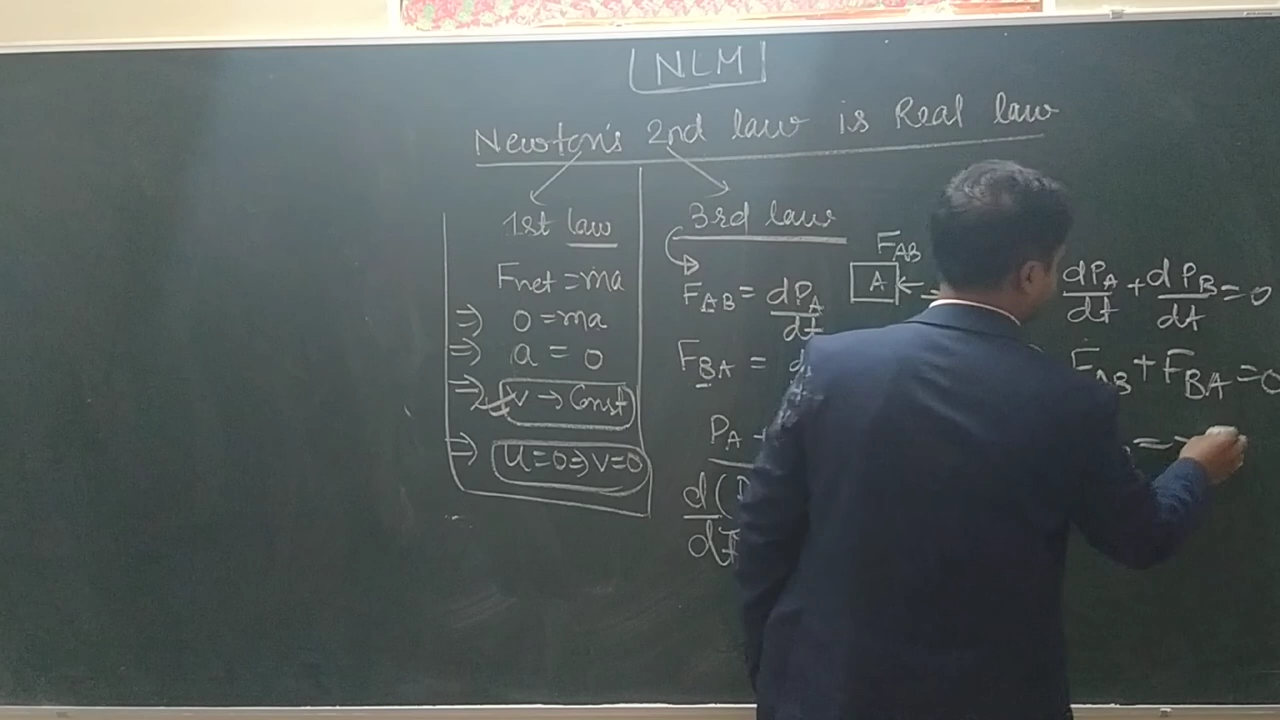 NLM
Newton's 2nd law is Real law
1st law
Fnet = ma
⇒ 0 = ma
⇒ a = 0
⇒ v → Const
⇒ u=0 ⇒ v=0
3rd law
F_AB = dP_A/dt
F_BA = d
P_A
d(P
dt
F_AB
A
dP_A/dt + dP_B/dt = 0
F_AB + F_BA = 0
= -